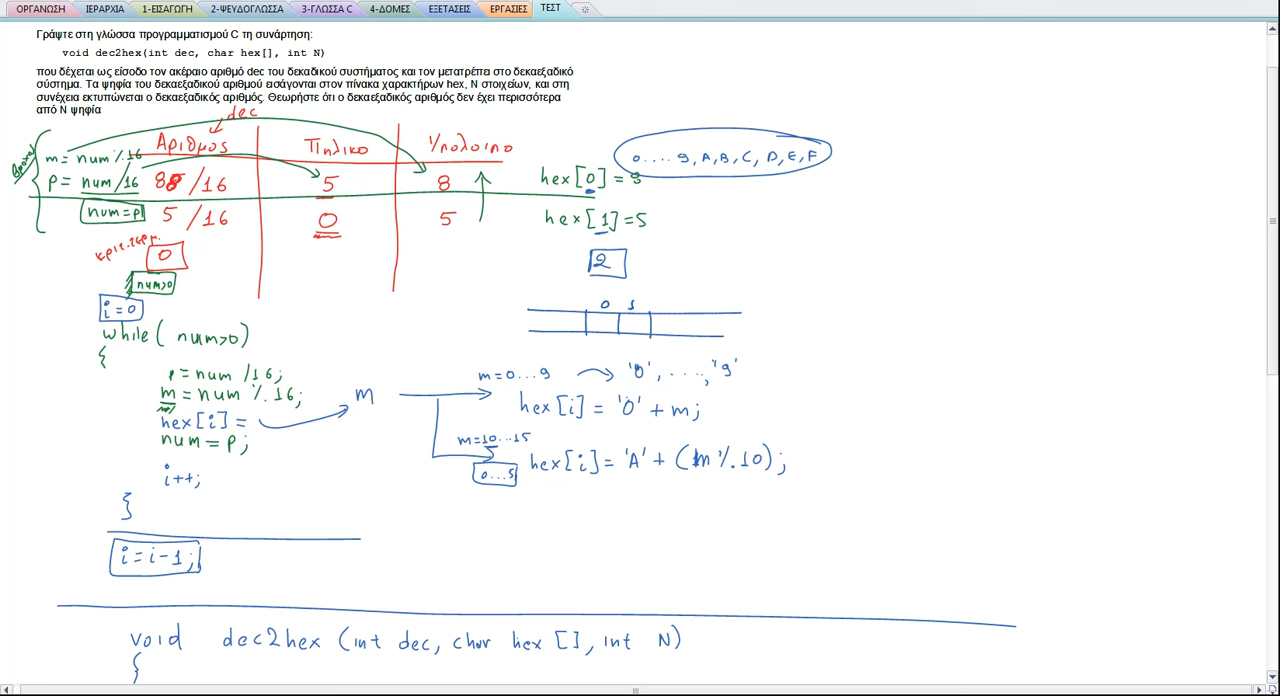 ΟΡΓΑΝΩΣΗ ΙΕΡΑΡΧΙΑ 1-ΕΙΣΑΓΩΓΗ 2-ΨΕΥΔΟΓΛΩΣΣΑ 3-ΓΛΩΣΣΑ C 4-ΔΟΜΕΣ ΕΞΕΤΑΣΕΙΣ ΕΡΓΑΣΙΕΣ ΤΕΣΤ
Γράψτε στη γλώσσα προγραμματισμού C τη συνάρτηση:
void dec2hex(int dec, char hex[], int N)
που δέχεται ως είσοδο τον ακέραιο αριθμό dec του δεκαδικού συστήματος και τον μετατρέπει στο δεκαεξαδικό
σύστημα. Τα ψηφία του δεκαεξαδικού αριθμού εισάγονται στον πίνακα χαρακτήρων hex, N στοιχείων, και στη
συνέχεια εκτυπώνεται ο δεκαεξαδικός αριθμός. Θεωρήστε ότι ο δεκαεξαδικός αριθμός δεν έχει περισσότερα
από N ψηφία
dec
Αριθμος Πηλικο Υπολοιπο
m = num % 16
0....9, A, B, C, D, E, F
p = num/16 88/16 5 8 hex[0] = 8
num=p 5/16 0 5 hex[1]=5
κριτ.τερμ. 0 2
num>0
i=0 0 1
while( num>0)
{
p = num /16; m=0...9 '0',....,'9'
m = num % 16; m hex[i] = '0' + m;
hex[i] =
num = p; m=10...15
hex[i] = 'A' + (m % 10);
i++; 0...5
}
i = i-1;
void dec2hex (int dec, char hex [], int N)
{